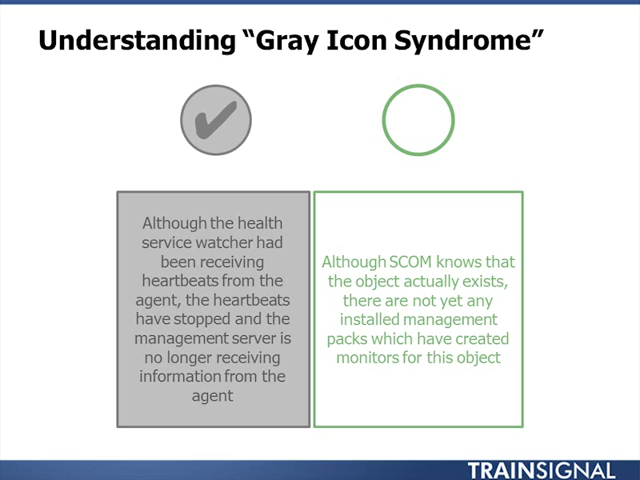 Understanding “Gray Icon Syndrome”
Although the health
service watcher had
been receiving
heartbeats from the
agent, the heartbeats
have stopped and the
management server is
no longer receiving
information from the
agent
Although SCOM knows that
the object actually exists,
there are not yet any
installed management
packs which have created
monitors for this object
TRAINSIGNAL